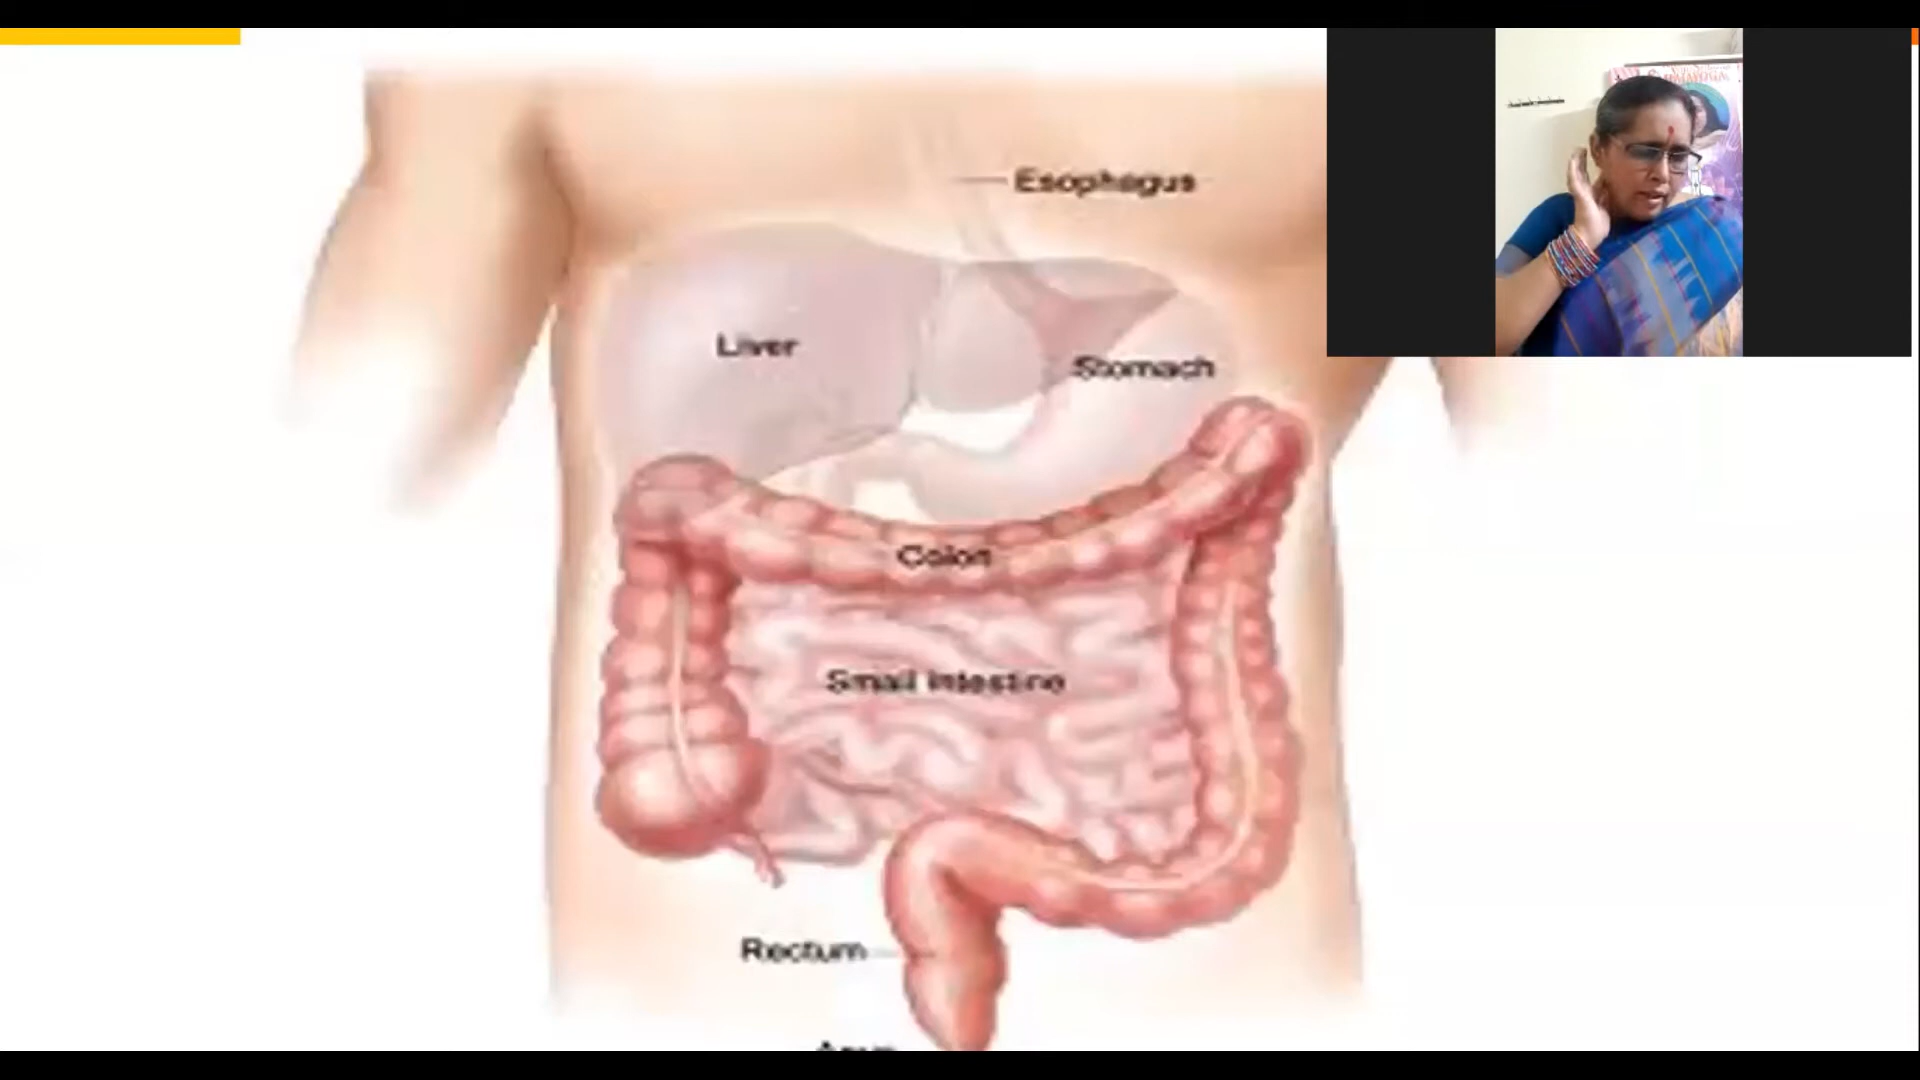 Esophagus
Liver
Stomach
Colon
Small Intestine
Rectum